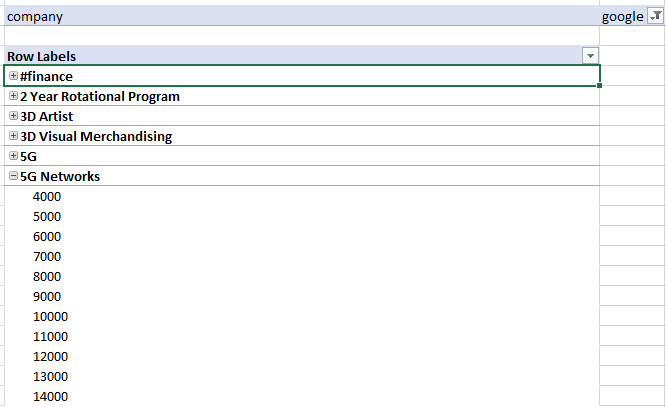 company google
Row Labels
#finance
2 Year Rotational Program
3D Artist
3D Visual Merchandising
5G
5G Networks
4000
5000
6000
7000
8000
9000
10000
11000
12000
13000
14000